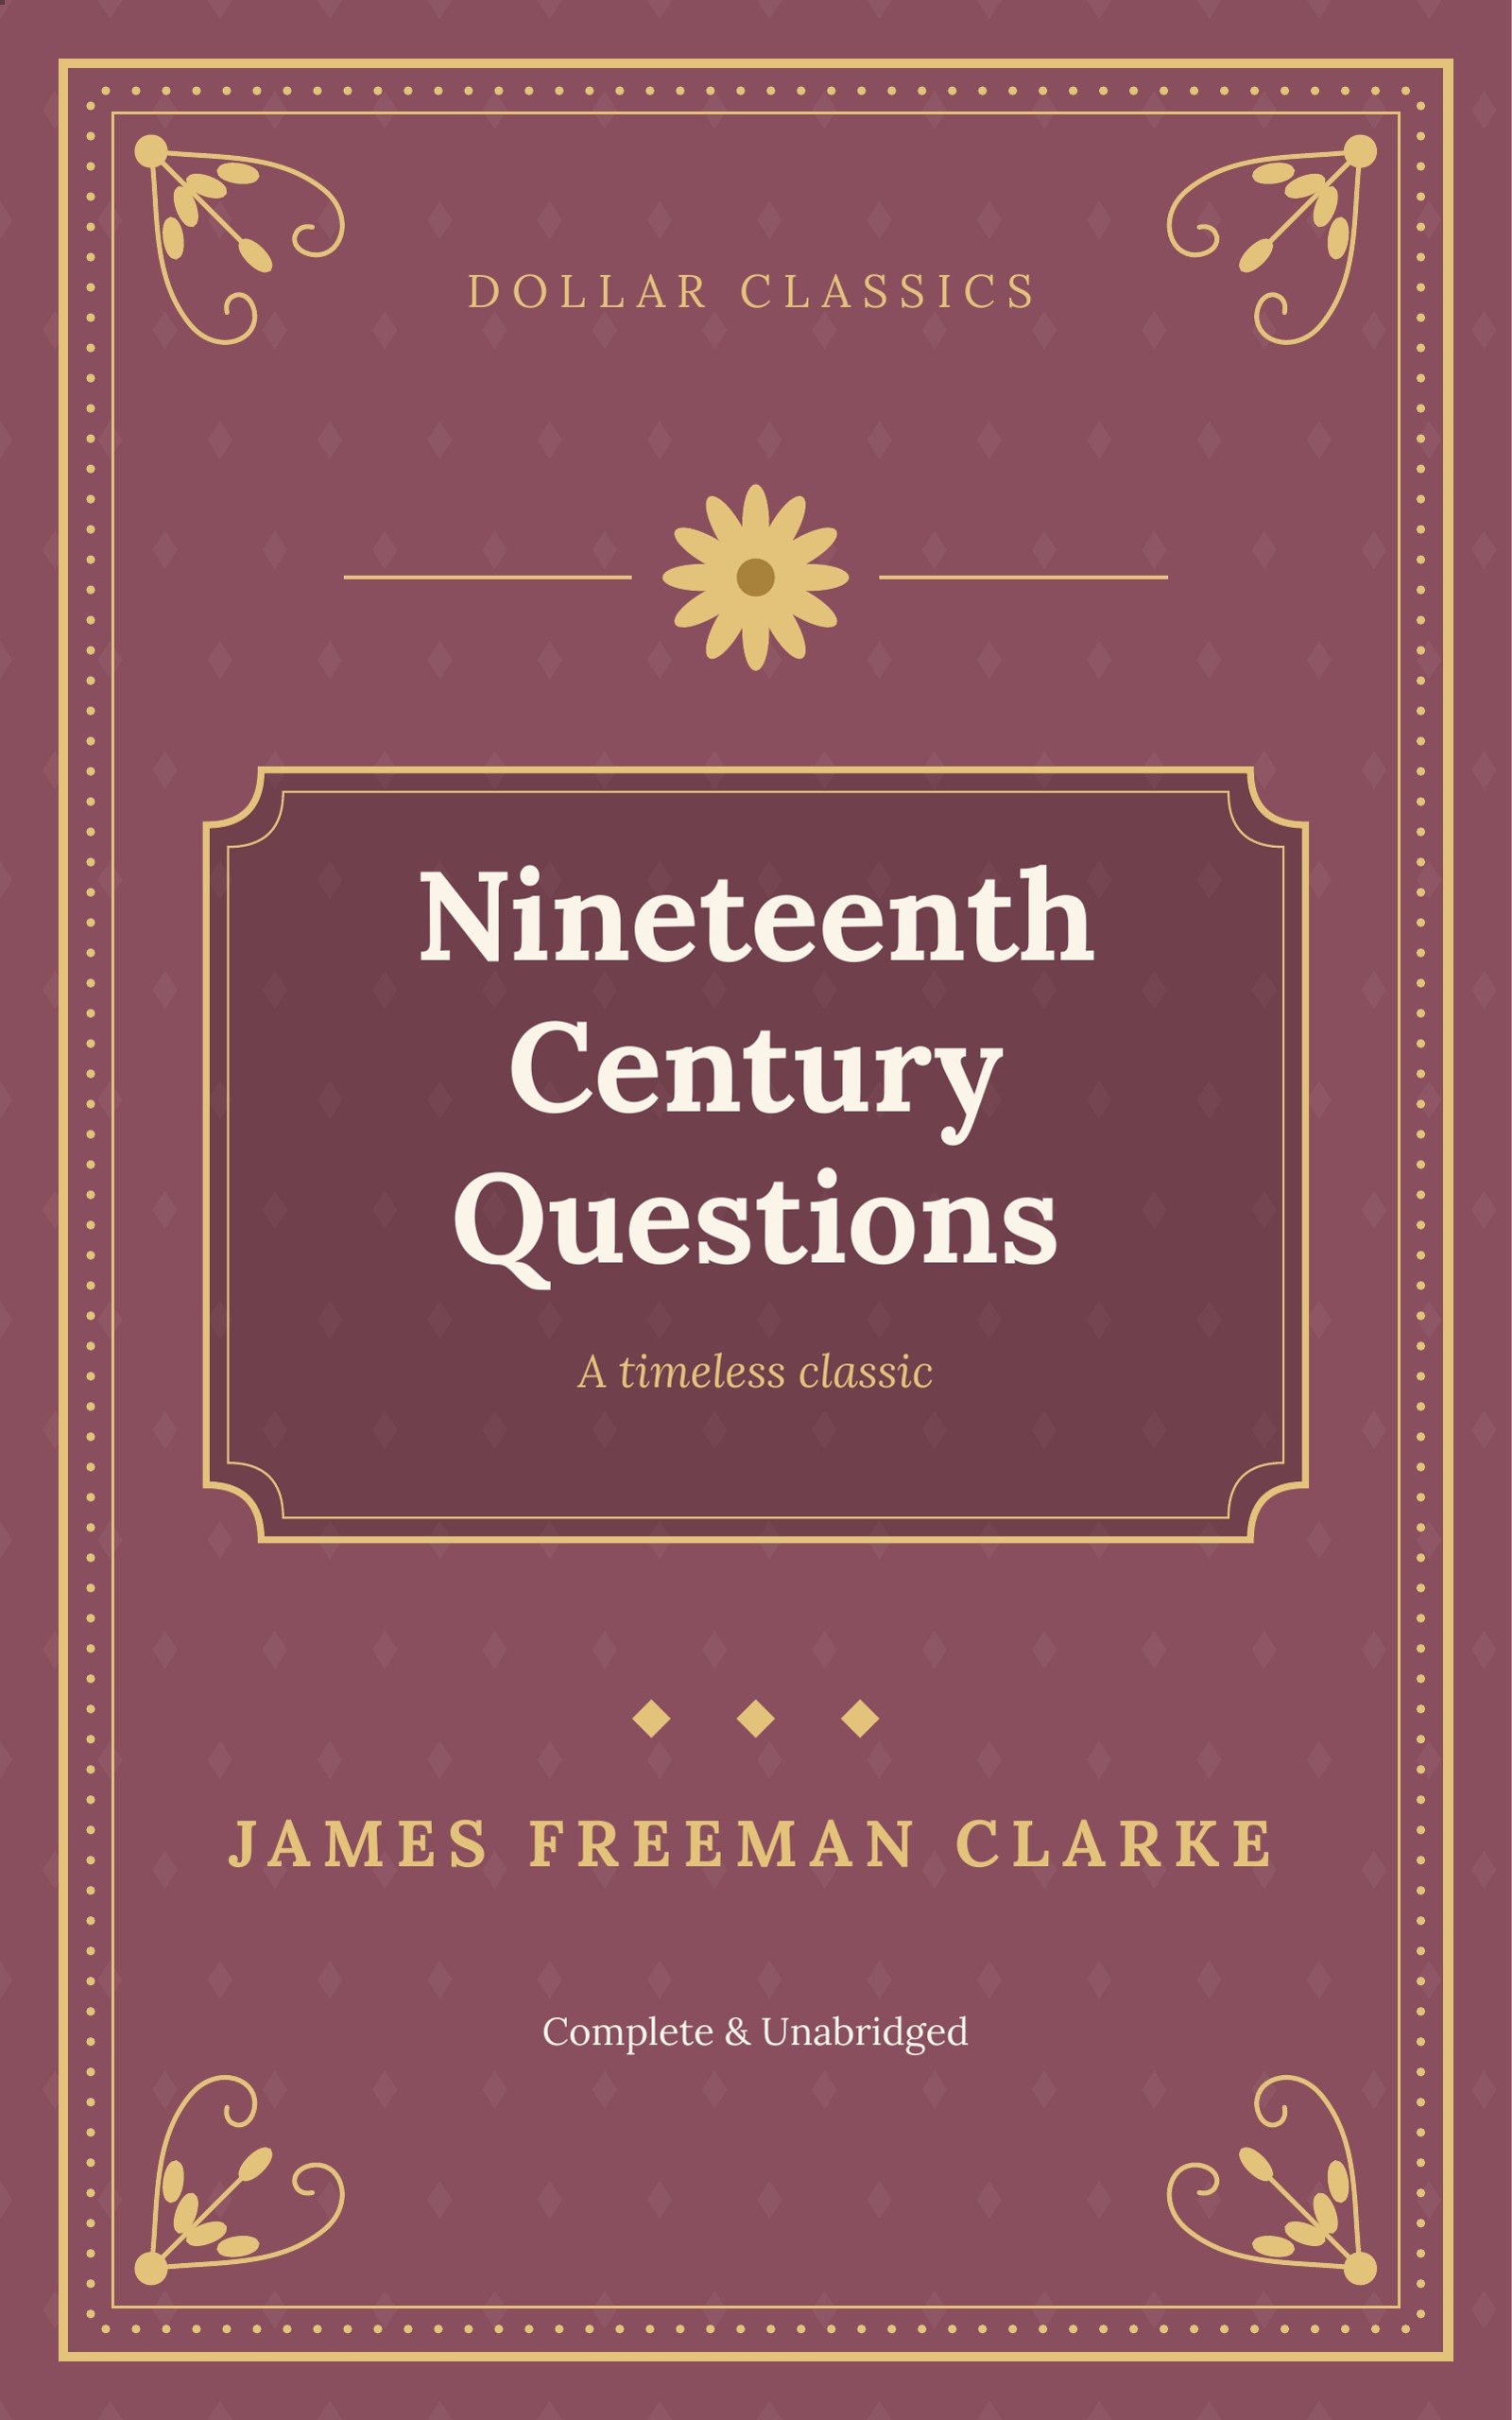 DOLLAR CLASSICS
Nineteenth
Century
Questions
A timeless classic
JAMES FREEMAN CLARKE
Complete & Unabridged